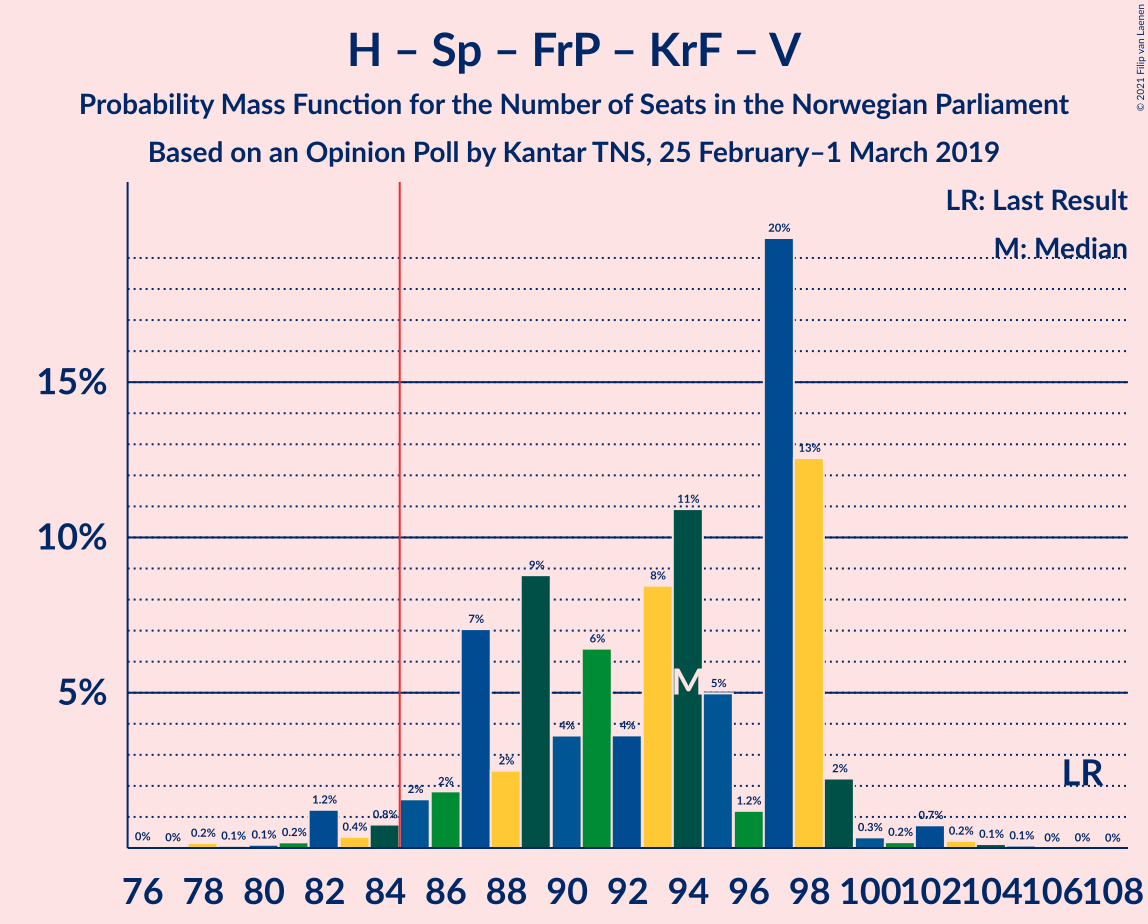 H – Sp – FrP – KrF – V
Probability Mass Function for the Number of Seats in the Norwegian Parliament
Based on an Opinion Poll by Kantar TNS, 25 February–1 March 2019
© 2021 Filip van Laenen
LR: Last Result
M: Median
15%
10%
5%
0% 0% 0.2% 0.1% 0.1% 0.2% 1.2% 0.4% 0.8% 2% 2% 7% 2% 9% 4% 6% 4% 8% 11% 5% 1.2% 20% 13% 2% 0.3% 0.2% 0.7% 0.2% 0.1% 0.1% 0% 0% 0%
M
LR
76 78 80 82 84 86 88 90 92 94 96 98 100 102 104 106 108